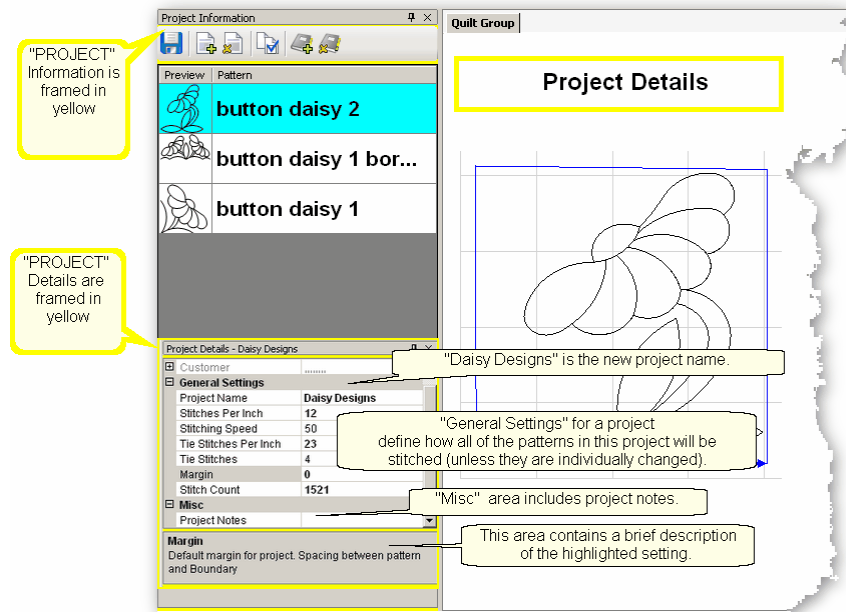 Project Information
"PROJECT"
Information is
framed in
yellow
Preview Pattern
button daisy 2
button daisy 1 bor...
button daisy 1
"PROJECT"
Details are
framed in
yellow
Project Details - Daisy Designs
Customer ........
General Settings
Project Name Daisy Designs
Stitches Per Inch 12
Stitching Speed 50
Tie Stitches Per Inch 23
Tie Stitches 4
Margin 0
Stitch Count 1521
Misc
Project Notes
Margin
Default margin for project. Spacing between pattern
and Boundary
Quilt Group
Project Details
"Daisy Designs" is the new project name.
"General Settings" for a project
define how all of the patterns in this project will be
stitched (unless they are individually changed).
"Misc" area includes project notes.
This area contains a brief description
of the highlighted setting.